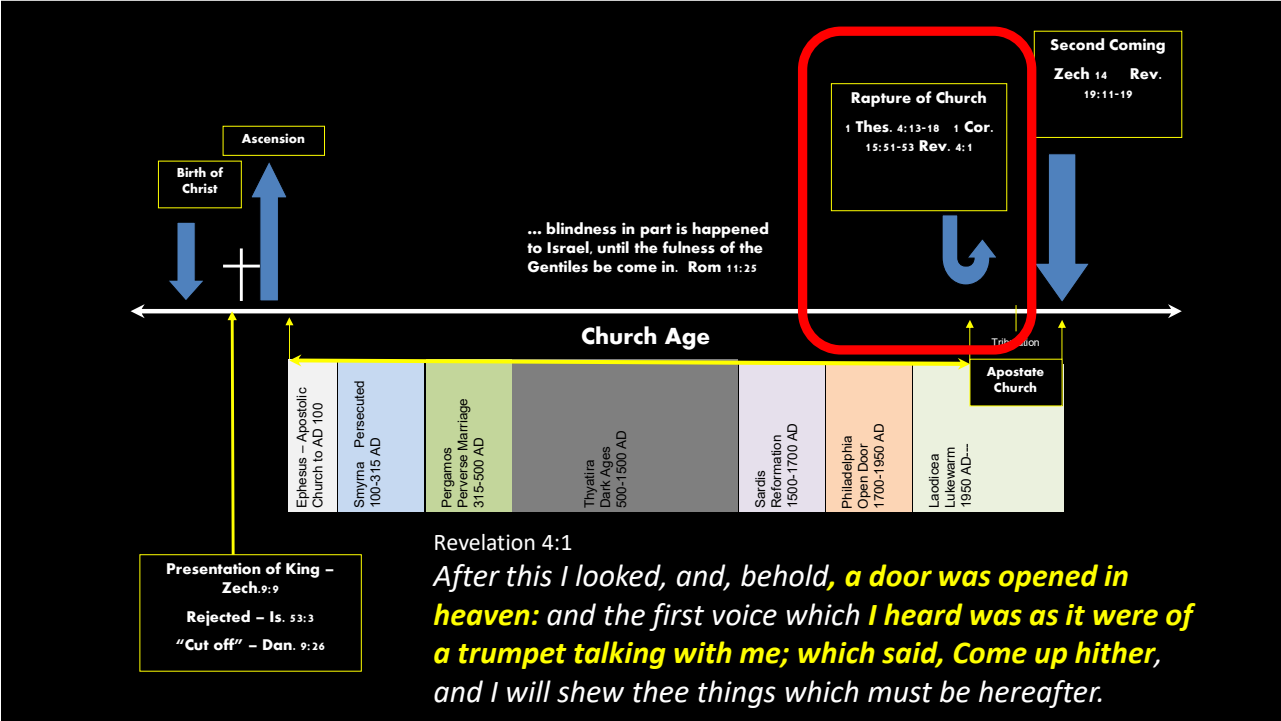 Second Coming
Zech 14 Rev.
19:11-19
Rapture of Church
1 Thes. 4:13-18 1 Cor.
15:51-53 Rev. 4:1
Ascension
Birth of
Christ
... blindness in part is happened
to Israel, until the fulness of the
Gentiles be come in. Rom 11:25
Church Age
Tribulation
Apostate
Church
Ephesus – Apostolic
Church to AD 100
Smyrna Persecuted
100-315 AD
Pergamos
Perverse Marriage
315-500 AD
Thyatira
Dark Ages
500-1500 AD
Sardis
Reformation
1500-1700 AD
Philadelphia
Open Door
1700-1950 AD
Laodicea
Lukewarm
1950 AD---
Presentation of King –
Zech.9:9
Rejected – Is. 53:3
“Cut off” – Dan. 9:26
Revelation 4:1
After this I looked, and, behold, a door was opened in
heaven: and the first voice which I heard was as it were of
a trumpet talking with me; which said, Come up hither,
and I will shew thee things which must be hereafter.